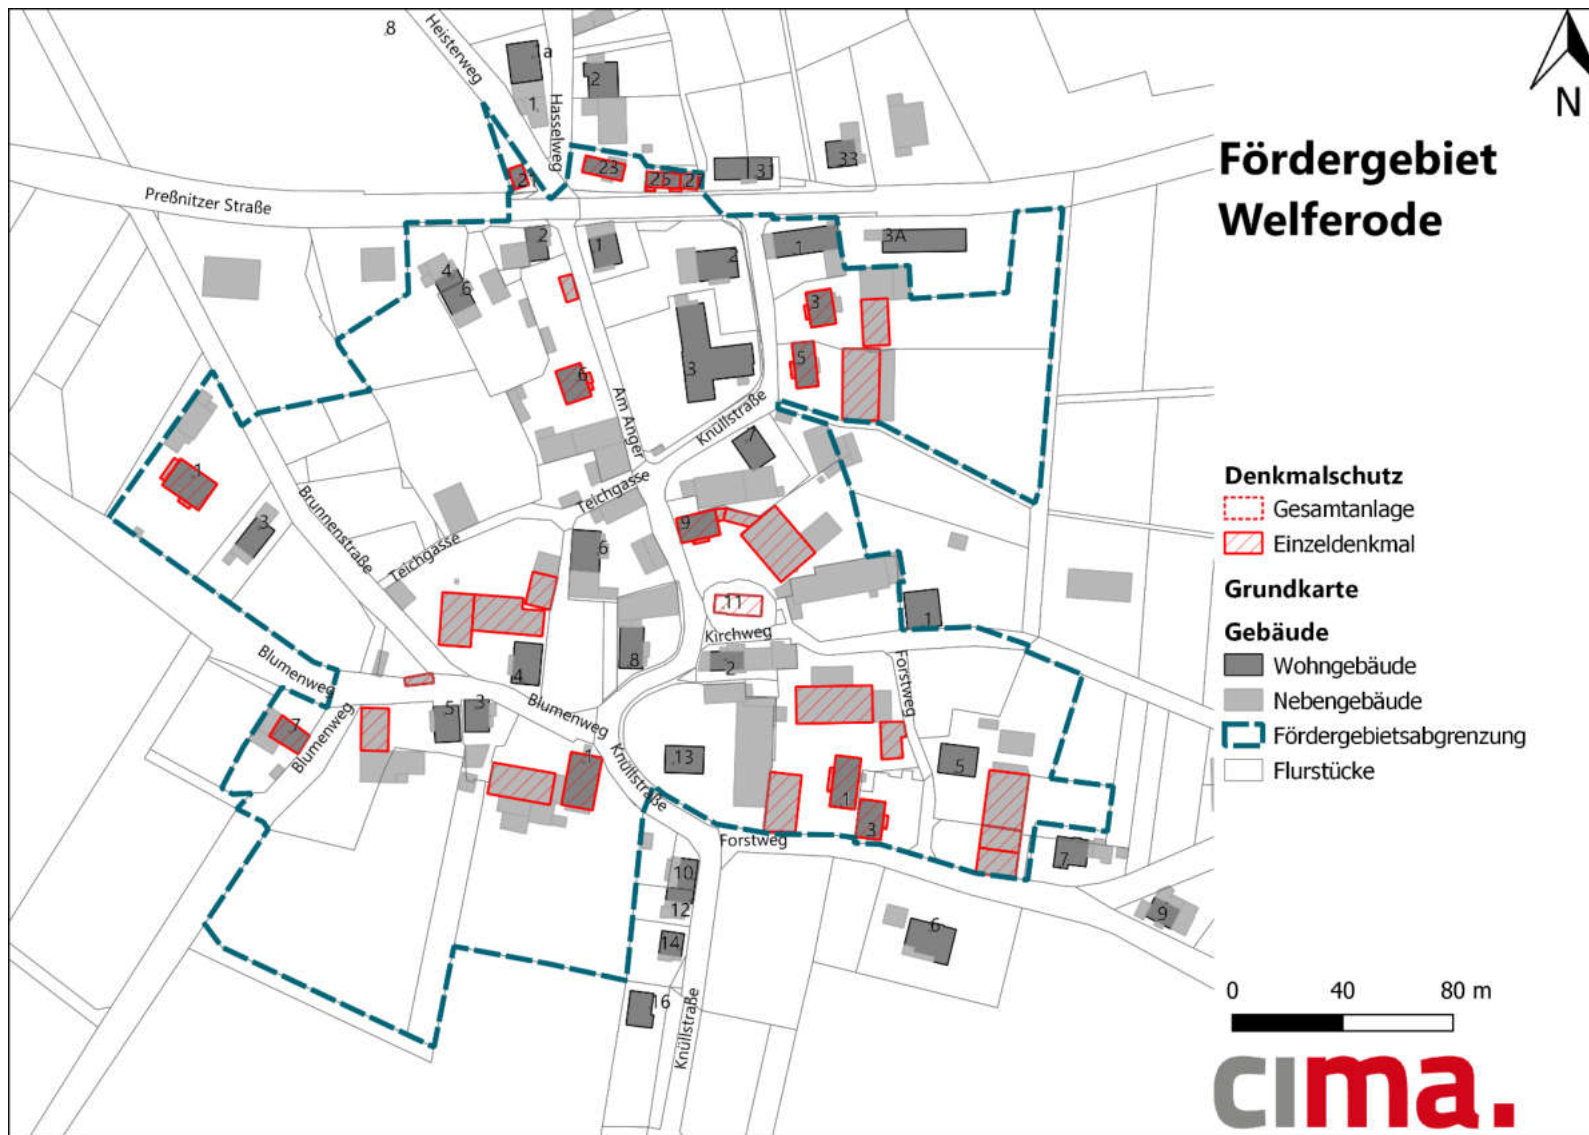 8
Heisterweg
1a
1
Hasselweg
2
N
Fördergebiet
Welferode
21
23
25
27
31
33
Preßnitzer Straße
2
1
2
1
3A
4
6
3
6
3
5
Am Anger
Knüllstraße
7
1
3
Brunnenstraße
Teichgasse
Teichgasse
9
6
11
Kirchweg
1
8
2
4
Forstweg
Blumenweg
Blumenweg
7
Blumenweg
5
3
1
Knüllstraße
13
5
1
3
Forstweg
7
10
12
14
9
6
16
Knüllstraße
Denkmalschutz
Gesamtanlage
Einzeldenkmal
Grundkarte
Gebäude
Wohngebäude
Nebengebäude
Fördergebietsabgrenzung
Flurstücke
0 40 80 m
cima.